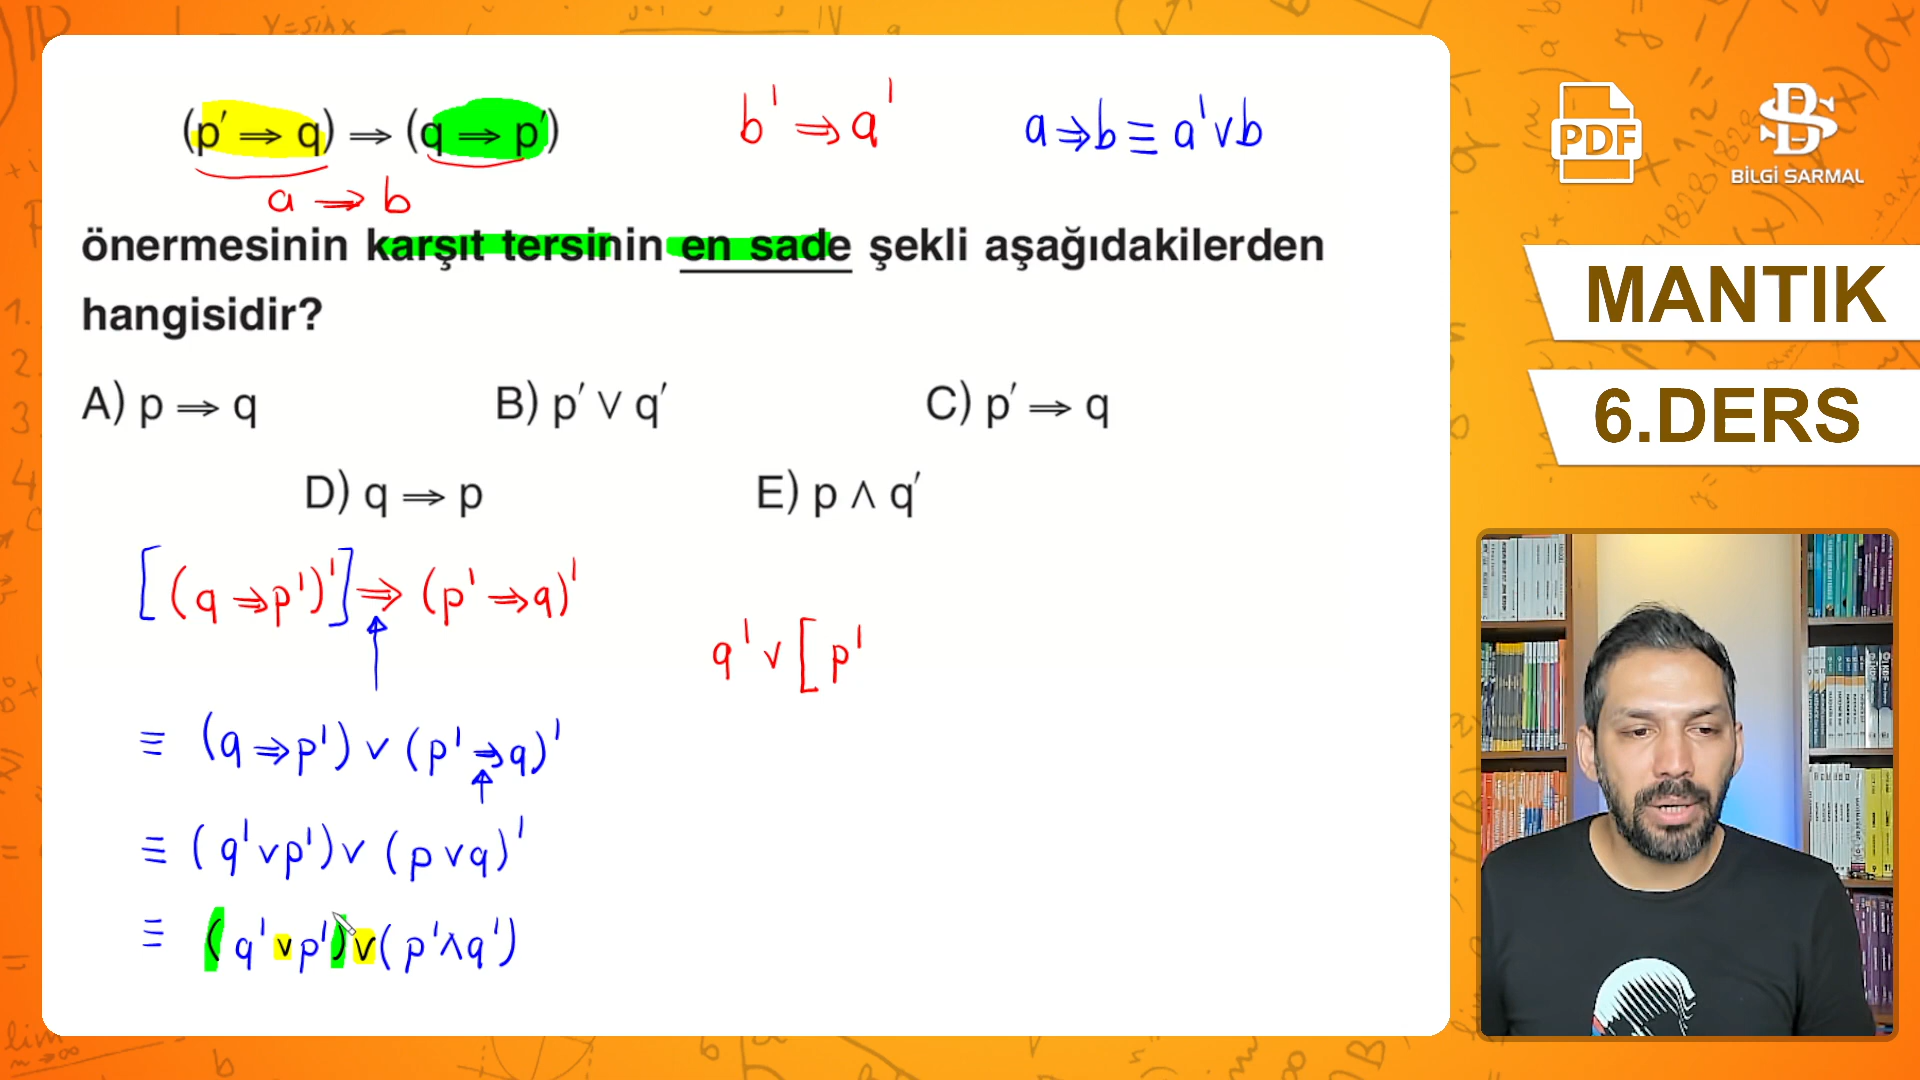 (p′ ⇒ q) ⇒ (q ⇒ p′)
a ⇒ b
b' ⇒ a'
a ⇒ b ≡ a' ∨ b
önermesinin karşıt tersinin en sade şekli aşağıdakilerden
hangisidir?
A) p ⇒ q
B) p′ ∨ q′
C) p′ ⇒ q
D) q ⇒ p
E) p ∧ q′
[(q ⇒ p')'] ⇒ (p' ⇒ q)'
≡ (q ⇒ p') ∨ (p' ⇒ q)'
≡ (q' ∨ p') ∨ (p ∨ q)'
≡ (q' ∨ p') ∨ (p' ∧ q')
q' ∨ [p'
PDF
BİLGİ SARMAL
MANTIK
6.DERS